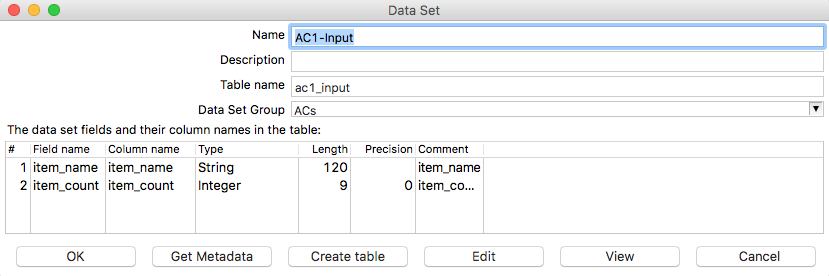 Data Set
Name AC1-Input
Description
Table name ac1_input
Data Set Group ACs
The data set fields and their column names in the table:
# Field name Column name Type Length Precision Comment
1 item_name item_name String 120 item_name
2 item_count item_count Integer 9 0 item_co...
OK Get Metadata Create table Edit View Cancel